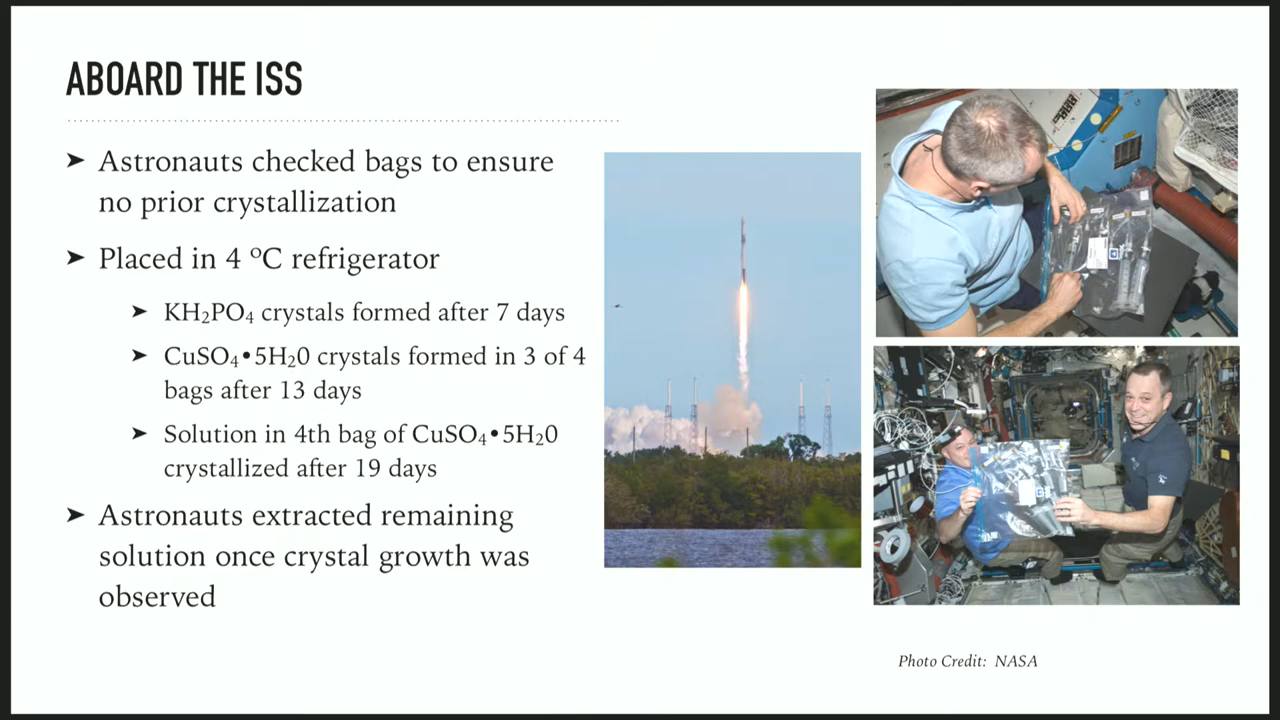 ABOARD THE ISS
➤ Astronauts checked bags to ensure
no prior crystallization
➤ Placed in 4 ºC refrigerator
➤ KH₂PO₄ crystals formed after 7 days
➤ CuSO₄•5H₂0 crystals formed in 3 of 4
bags after 13 days
➤ Solution in 4th bag of CuSO₄•5H₂0
crystallized after 19 days
➤ Astronauts extracted remaining
solution once crystal growth was
observed
Photo Credit: NASA